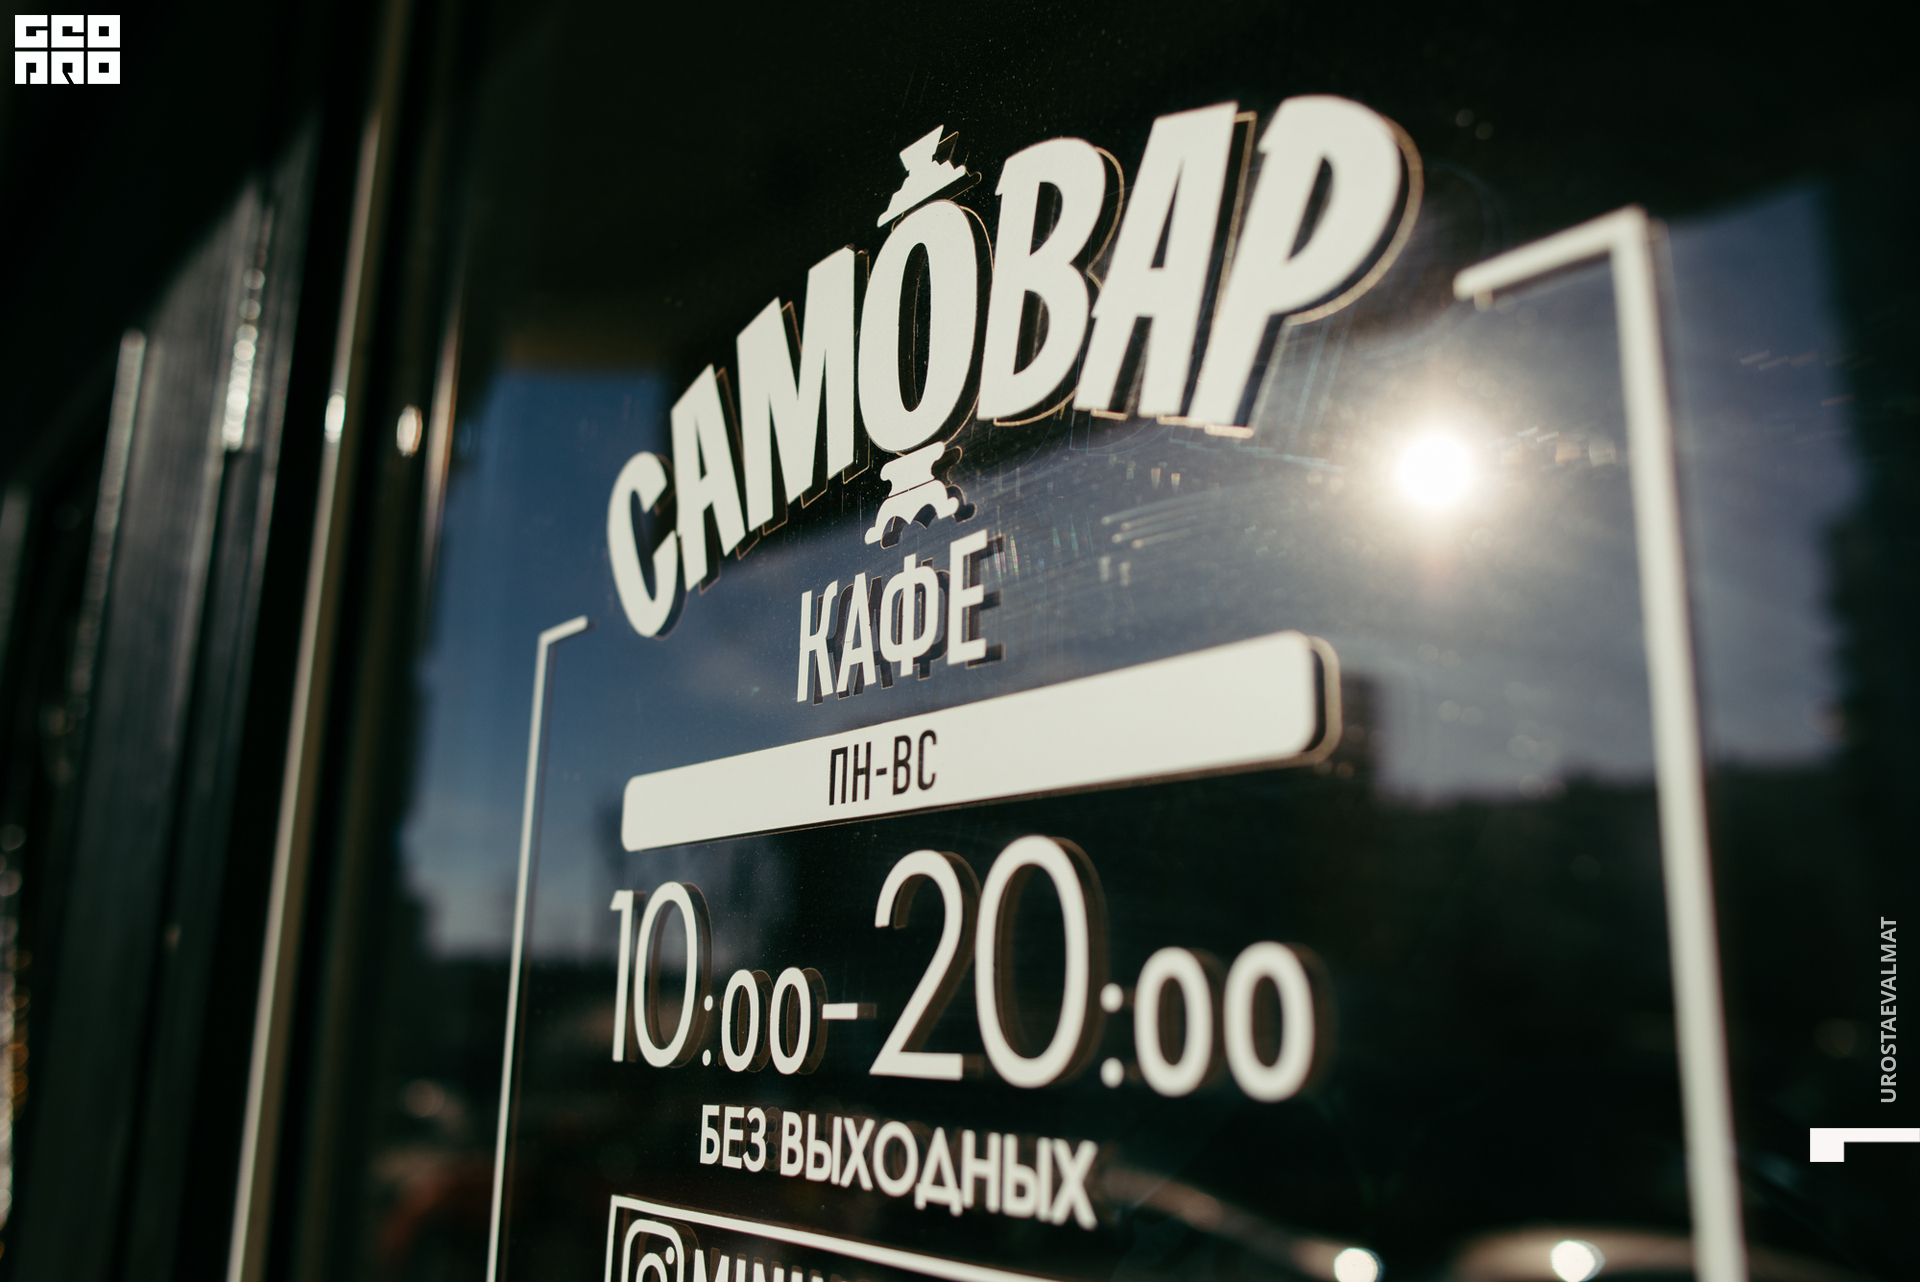 GEO
PRO
САМОВАР
КАФЕ
ПН-ВС
10:00-20:00
БЕЗ ВЫХОДНЫХ
UROSTAEVALMAT